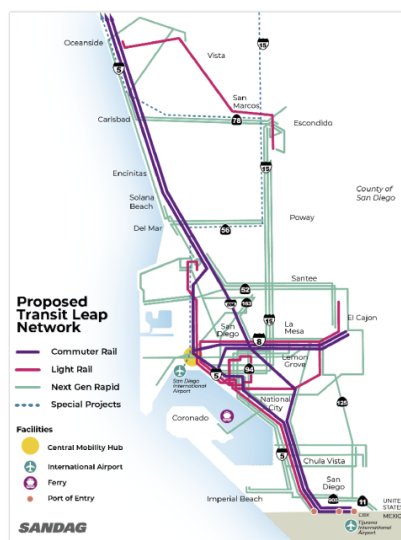 Oceanside
15
Vista
5
San
Marcos
Carlsbad
78
Escondido
15
Encinitas
County of
San Diego
Solana
Beach
Poway
Del Mar
56
Santee
52
Proposed
Transit Leap
Network
805
163
San
Diego
15
La
Mesa
El Cajon
8
Commuter Rail
Lemon
Grove
Light Rail
94
5
Next Gen Rapid
San Diego
International
Airport
National
City
125
Special Projects
Coronado
Facilities
Central Mobility Hub
5
Chula Vista
International Airport
San
Diego
Ferry
Imperial Beach
905
11
UNITE
STATE
Port of Entry
MEXIC
CBX
SANDAG
Tijuana
International
Airport